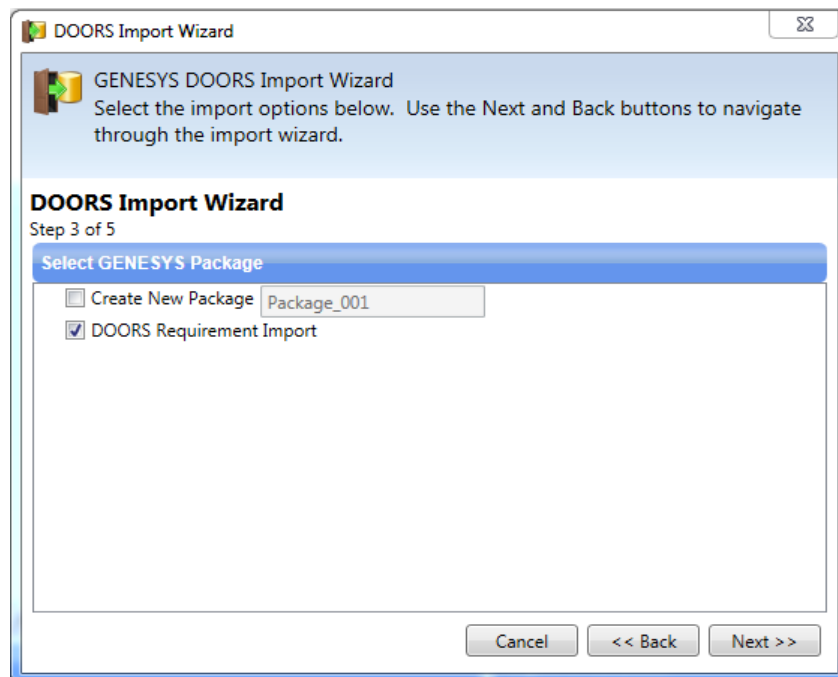 DOORS Import Wizard
GENESYS DOORS Import Wizard
Select the import options below.  Use the Next and Back buttons to navigate
through the import wizard.
DOORS Import Wizard
Step 3 of 5
Select GENESYS Package
Create New Package Package_001
DOORS Requirement Import
Cancel << Back Next >>